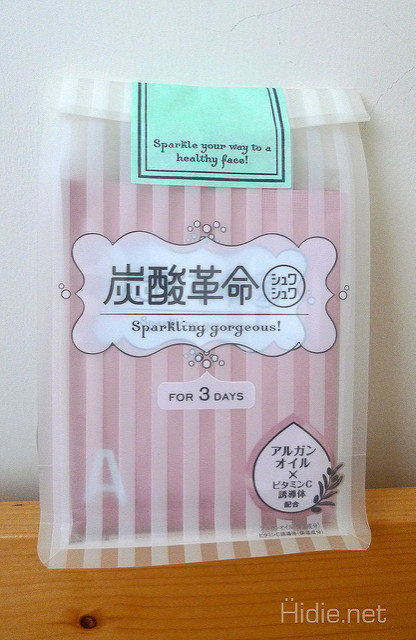 Sparkle your way to a
healthy face!
炭酸革命
シュワ
シュワ
Sparkling gorgeous!
FOR 3 DAYS
アルガン
オイル
×
ビタミンC
誘導体
配合
A
Hidie.net